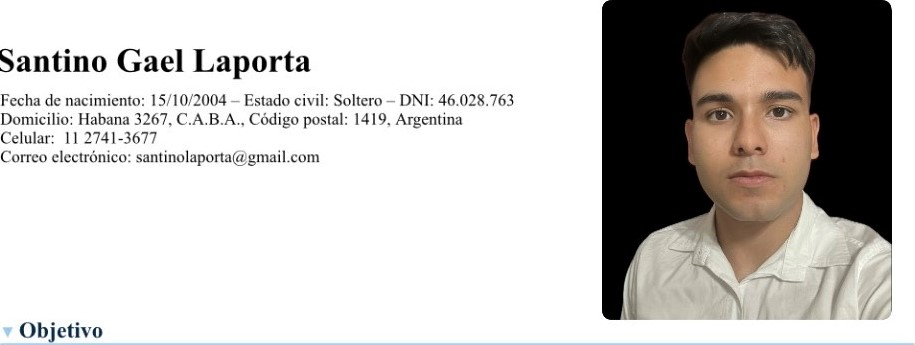 Santino Gael Laporta
Fecha de nacimiento: 15/10/2004 – Estado civil: Soltero – DNI: 46.028.763
Domicilio: Habana 3267, C.A.B.A., Código postal: 1419, Argentina
Celular:  11 2741-3677
Correo electrónico: santinolaporta@gmail.com
Objetivo